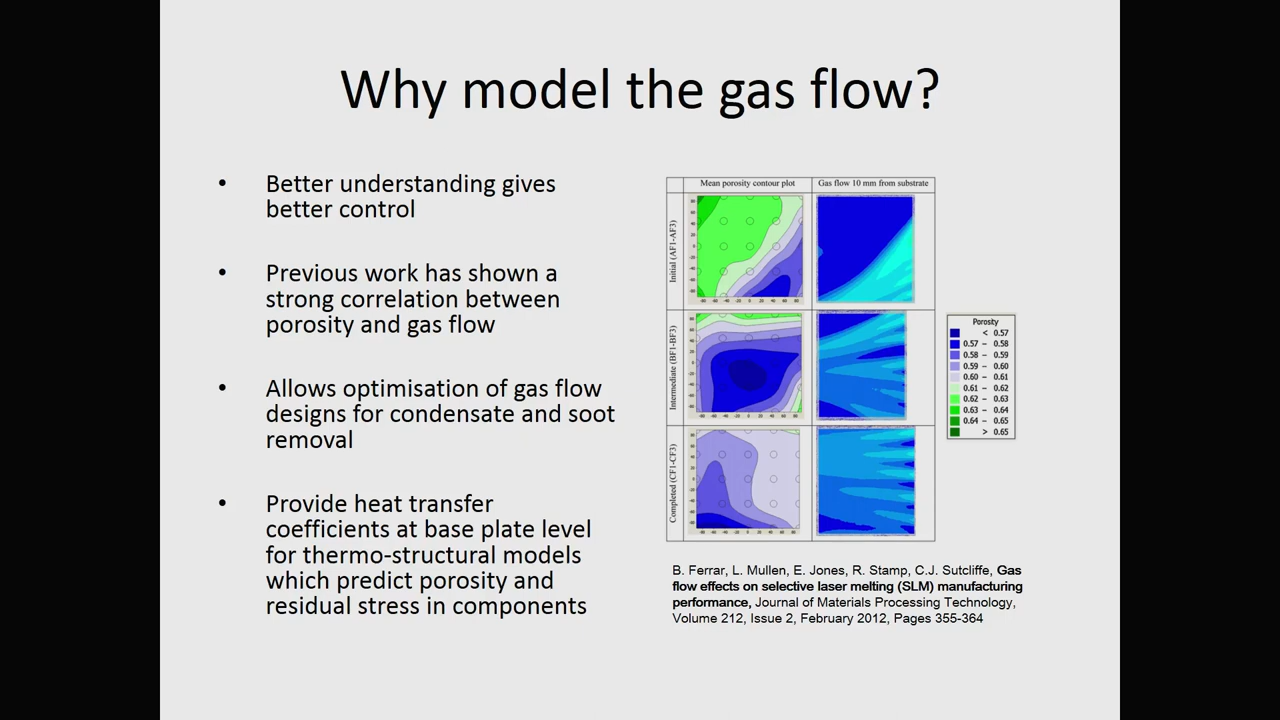 Why model the gas flow?
• Better understanding gives
better control
• Previous work has shown a
strong correlation between
porosity and gas flow
• Allows optimisation of gas flow
designs for condensate and soot
removal
• Provide heat transfer
coefficients at base plate level
for thermo-structural models
which predict porosity and
residual stress in components
Mean porosity contour plot
Gas flow 10 mm from substrate
Initial (AF1-AF3)
Intermediate (BF1-BF3)
Completed (CF1-CF3)
Porosity
< 0.57
0.57 – 0.58
0.58 – 0.59
0.59 – 0.60
0.60 – 0.61
0.61 – 0.62
0.62 – 0.63
0.63 – 0.64
0.64 – 0.65
> 0.65
B. Ferrar, L. Mullen, E. Jones, R. Stamp, C.J. Sutcliffe, Gas
flow effects on selective laser melting (SLM) manufacturing
performance, Journal of Materials Processing Technology,
Volume 212, Issue 2, February 2012, Pages 355-364